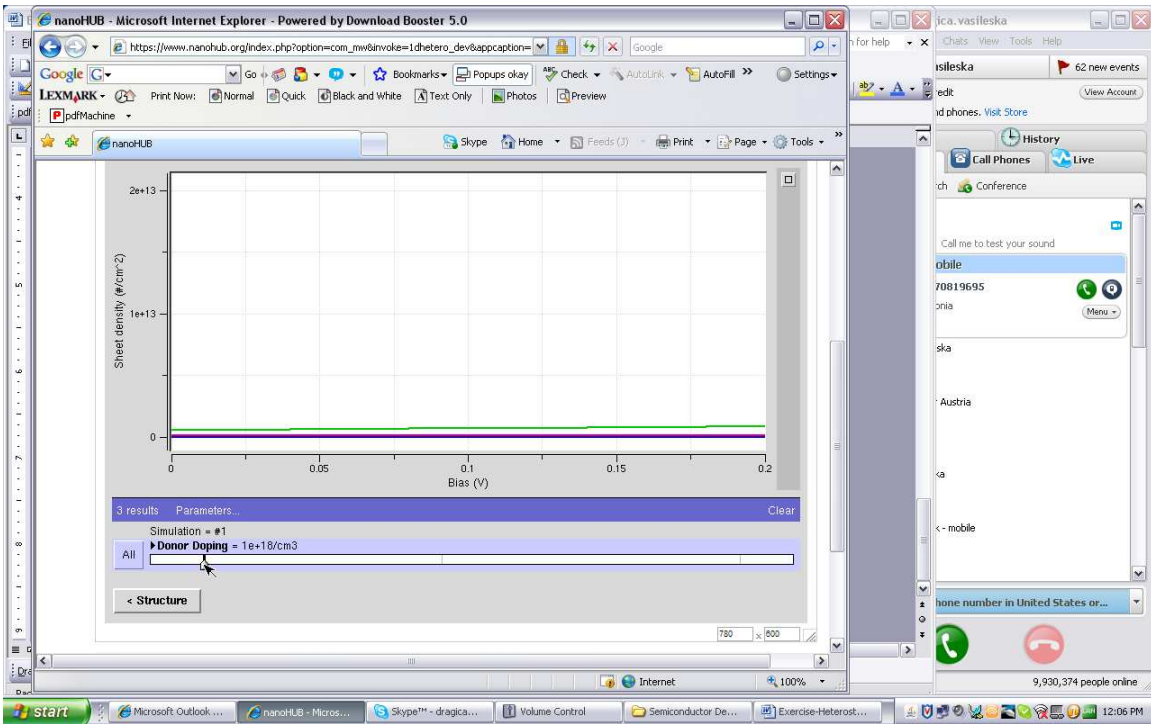 nanoHUB - Microsoft Internet Explorer - Powered by Download Booster 5.0
https://www.nanohub.org/index.php?option=com_mw&invoke=1dhetero_dev&appcaption=
Google
Google G Go Bookmarks Popups okay Check AutoLink AutoFill Settings
LEXMARK Print Now: Normal Quick Black and White Text Only Photos Preview
pdfMachine
nanoHUB Skype Home Feeds (J) Print Page Tools
2e+13
1e+13
0
Sheet density (#/cm^2)
0 0.05 0.1 0.15 0.2
Bias (V)
3 results Parameters... Clear
Simulation = #1
All Donor Doping = 1e+18/cm3
< Structure
780 x 600
Internet 100%
for help
ica.vasileska
Chats View Tools Help
sileska 62 new events
redit View Account
nd phones. Visit Store
History
Call Phones Live
rch Conference
Call me to test your sound
obile
70819695
onia Menu
ska
Austria
ka
k - mobile
hone number in United States or...
9,930,374 people online
start Microsoft Outlook ... nanoHUB - Micros... Skype™ - dragica... Volume Control Semiconductor De... Exercise-Heterost... 12:06 PM